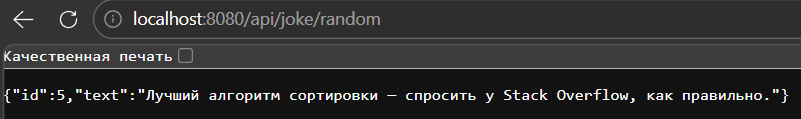 localhost:8080/api/joke/random
Качественная печать
{"id":5,"text":"Лучший алгоритм сортировки — спросить у Stack Overflow, как правильно."}